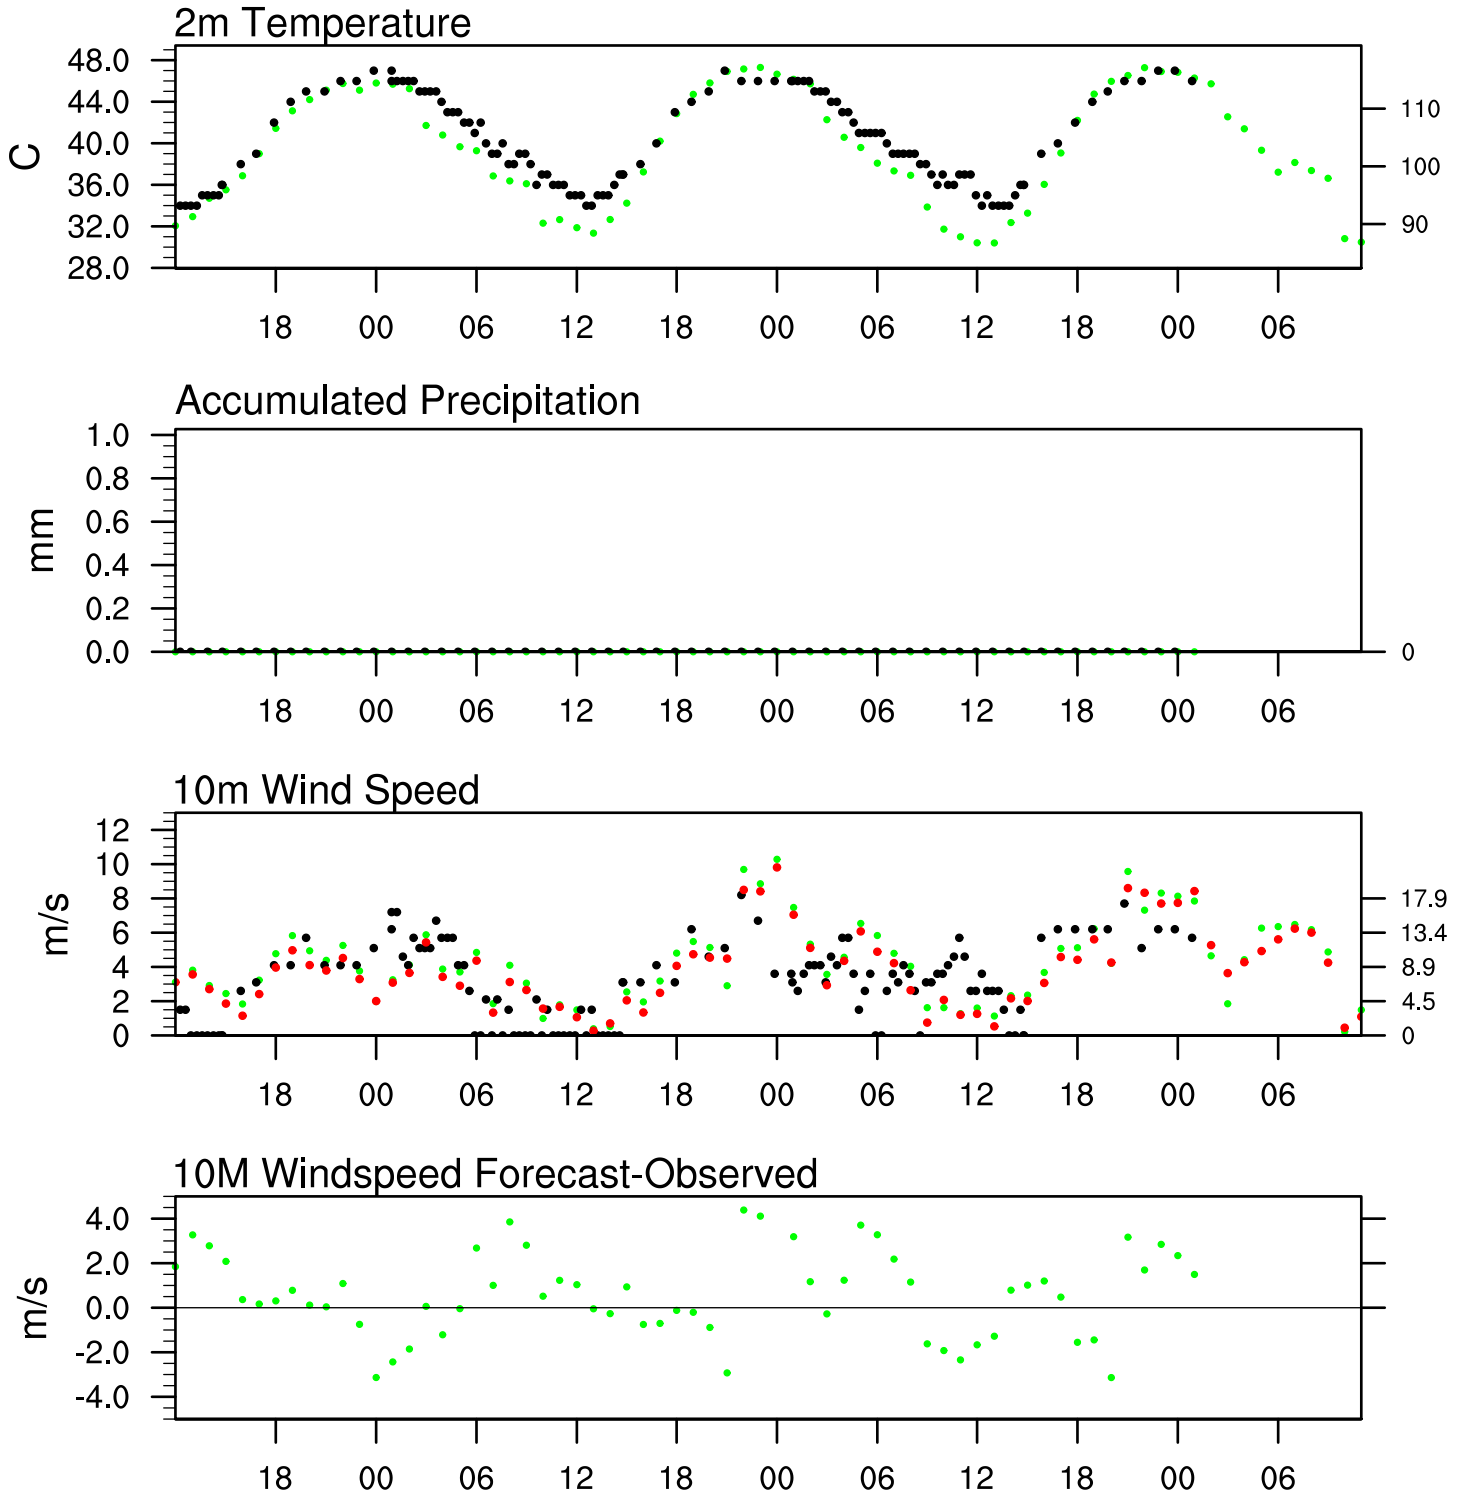 2m Temperature
48.0
44.0
40.0
36.0
32.0
28.0
C
110
100
90
18 00 06 12 18 00 06 12 18 00 06
Accumulated Precipitation
1.0
0.8
0.6
0.4
0.2
0.0
mm
0
18 00 06 12 18 00 06 12 18 00 06
10m Wind Speed
12
10
8
6
4
2
0
m/s
17.9
13.4
8.9
4.5
0
18 00 06 12 18 00 06 12 18 00 06
10M Windspeed Forecast-Observed
4.0
2.0
0.0
-2.0
-4.0
m/s
18 00 06 12 18 00 06 12 18 00 06